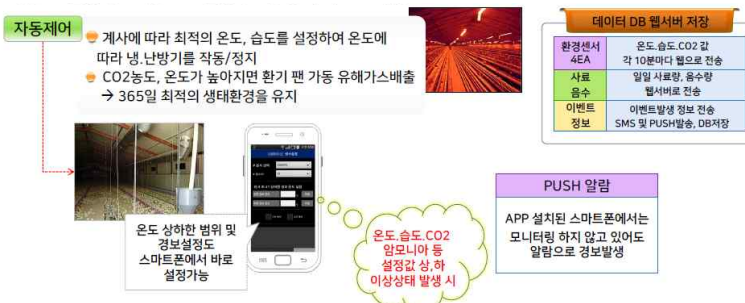 자동제어
계사에 따라 최적의 온도, 습도를 설정하여 온도에
따라 냉.난방기를 작동/정지
CO2농도, 온도가 높아지면 환기 팬 가동 유해가스배출
→ 365일 최적의 생태환경을 유지
데이터 DB 웹서버 저장
환경센서
4EA
온도.습도.CO2 값
각 10분마다 웹으로 전송
사료
음수
일일 사료량, 음수량
웹서버로 전송
이벤트
정보
이벤트발생 정보 전송
SMS 및 PUSH발송, DB저장
온도 상하한 범위 및
경보설정도
스마트폰에서 바로
설정가능
온도.습도.CO2
암모니아 등
설정값 상,하
이상상태 발생 시
PUSH 알람
APP 설치된 스마트폰에서는
모니터링 하지 않고 있어도
알람으로 경보발생